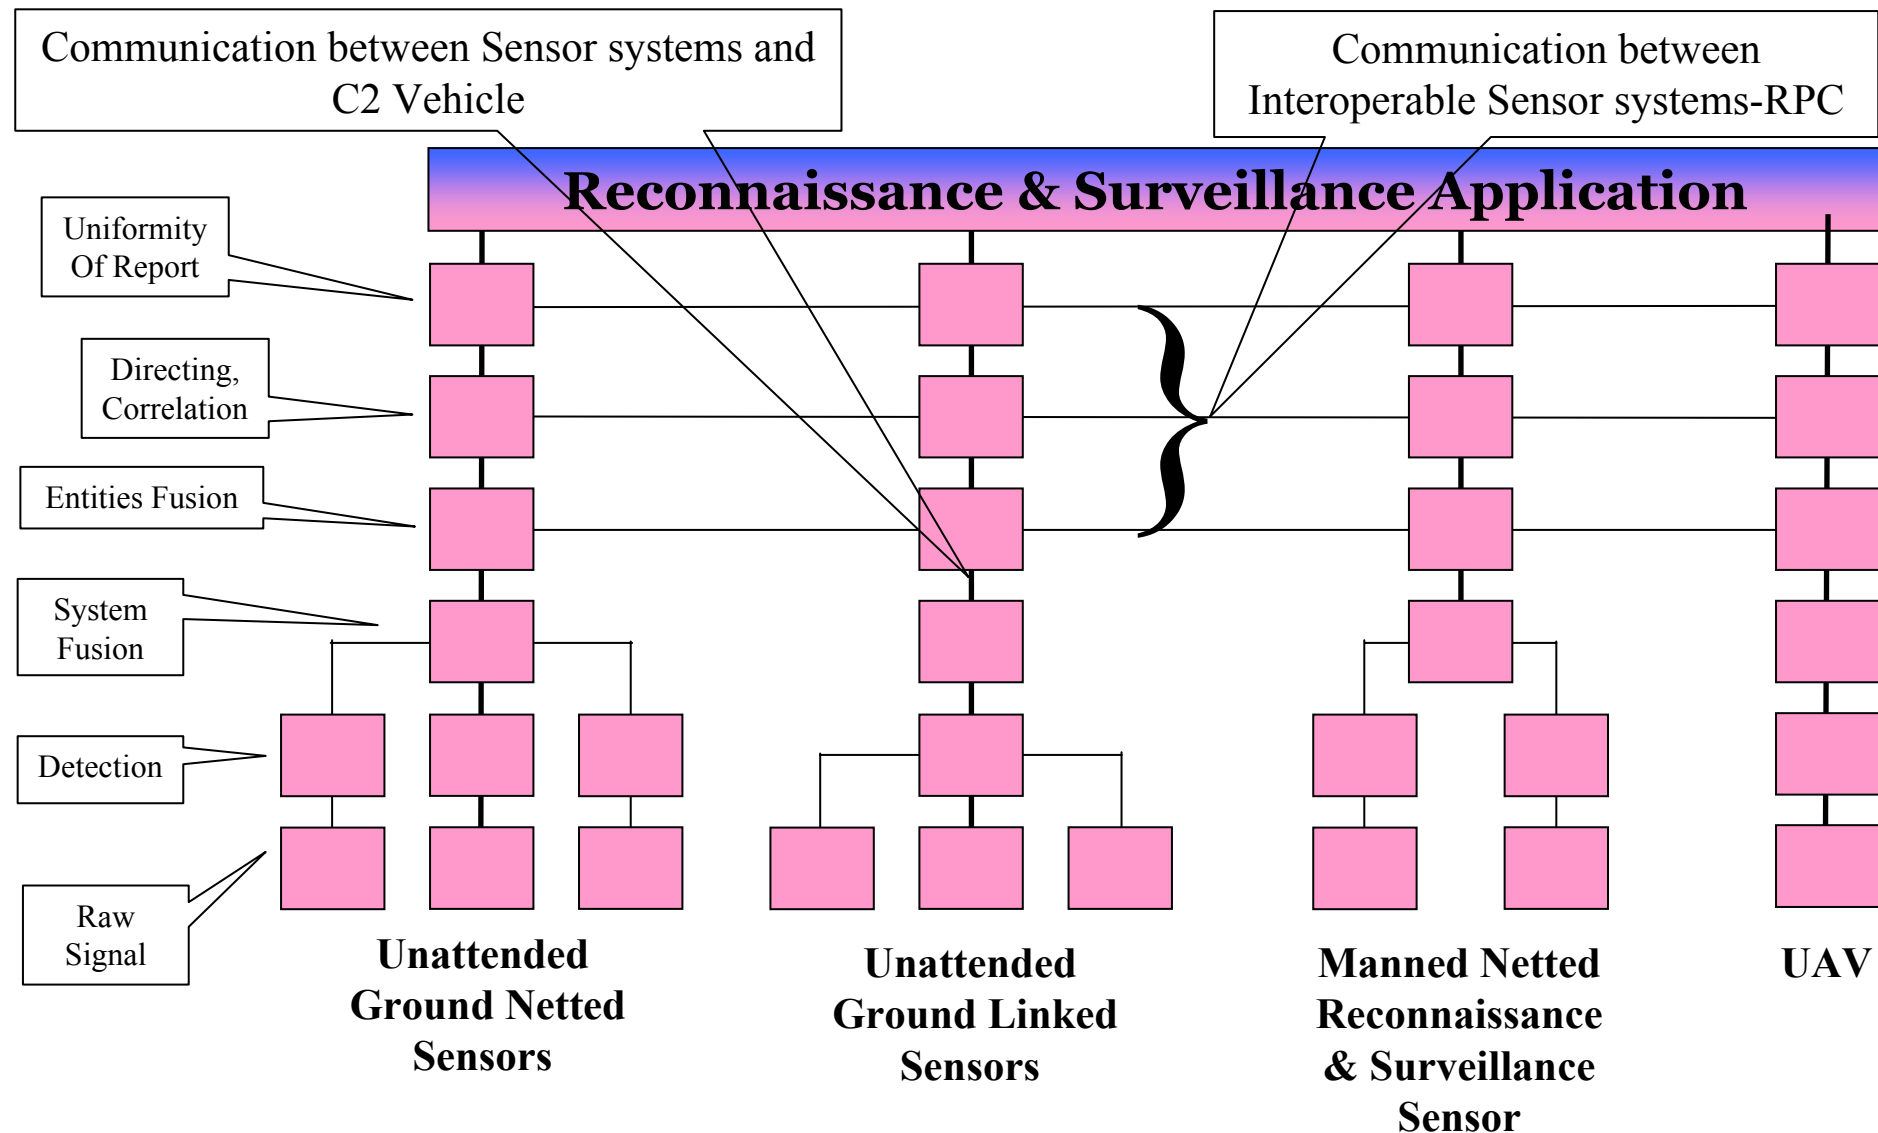 Communication between Sensor systems and
C2 Vehicle
Communication between
Interoperable Sensor systems-RPC
Reconnaissance & Surveillance Application
Uniformity
Of Report
Directing,
Correlation
Entities Fusion
System
Fusion
Detection
Raw
Signal
Unattended
Ground Netted
Sensors
Unattended
Ground Linked
Sensors
Manned Netted
Reconnaissance
& Surveillance
Sensor
UAV